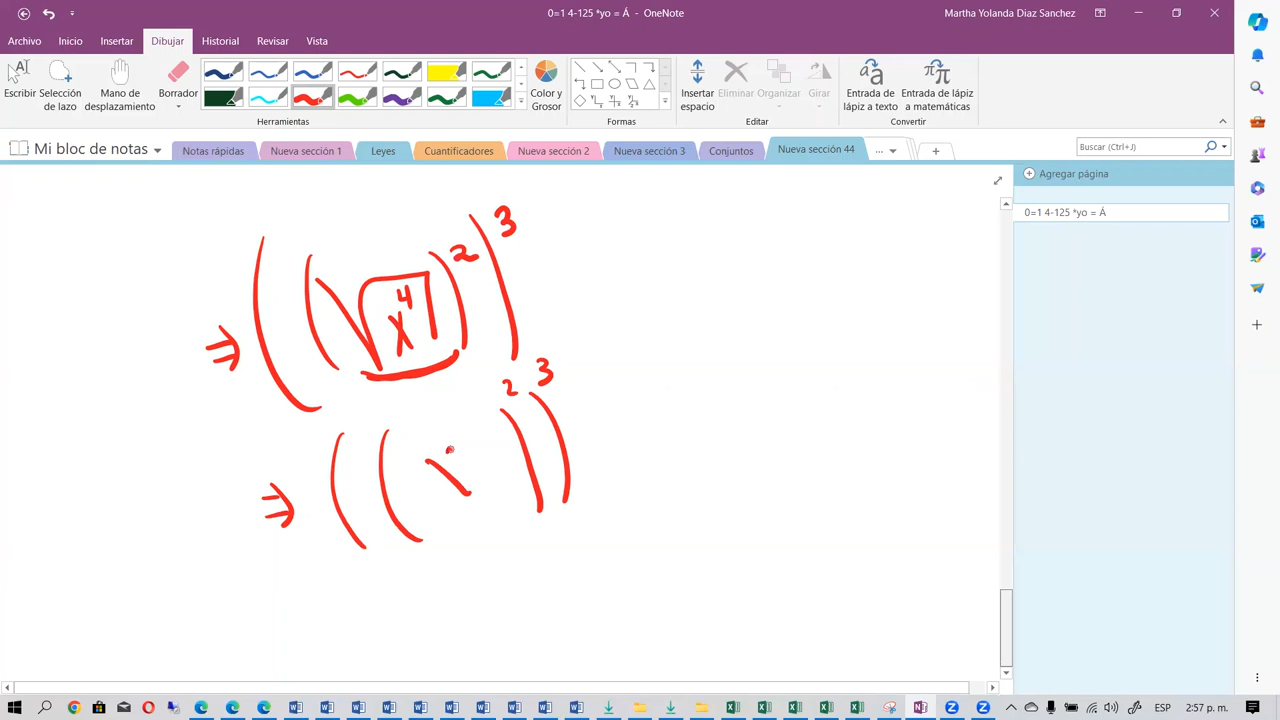 0=1 4-125 *yo = Á - OneNote
Martha Yolanda Diaz Sanchez
Archivo Inicio Insertar Dibujar Historial Revisar Vista
Escribir Selección de lazo Mano de desplazamiento Borrador Color y Grosor Insertar espacio Eliminar Organizar Girar Entrada de lápiz a texto Entrada de lápiz a matemáticas
Herramientas Formas Editar Convertir
Mi bloc de notas Notas rápidas Nueva sección 1 Leyes Cuantificadores Nueva sección 2 Nueva sección 3 Conjuntos Nueva sección 44 ... Buscar (Ctrl+J)
Agregar página
0=1 4-125 *yo = Á
⇒ ((√x⁴)²)³
⇒ (( \ )²)³
ESP 2:57 p. m.